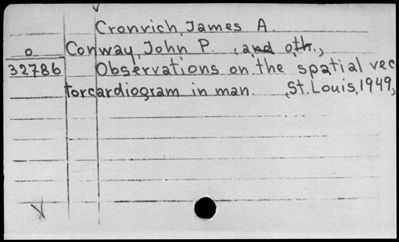 Cronvich, James A.
o Conway, John P. (and oth.,
32786 Observations on the spatial vec
torcardiogram in man. St. Louis, 1949,
X